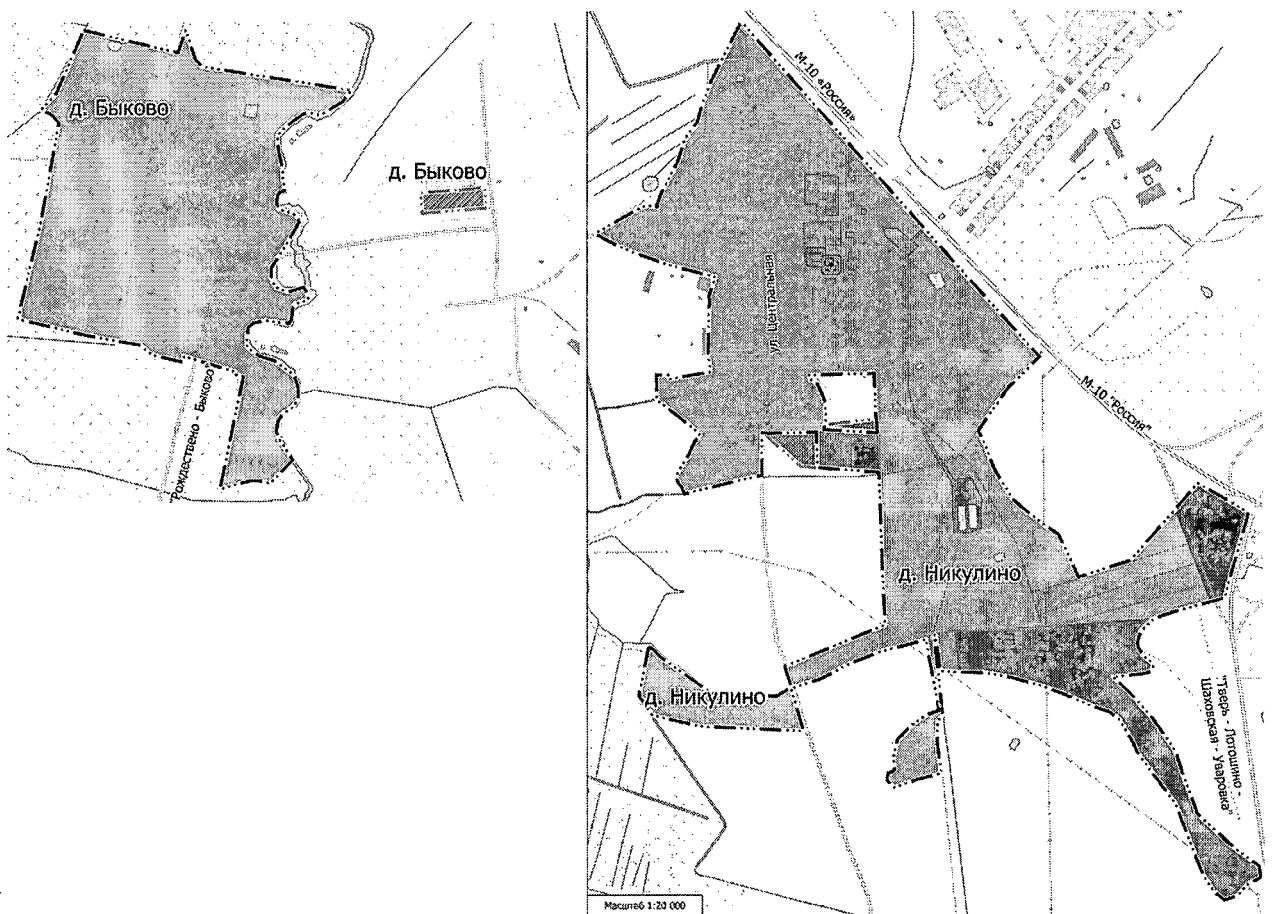 д. Быково
д. Быково
"Рождествено - Быково
М-10 «Россия»
ул. Центральная
М-10 "Россия"
д. Никулино
д. Никулино
"Тверь - Лотошино -
Шаховская - Уваровка"
Масштаб 1:20 000